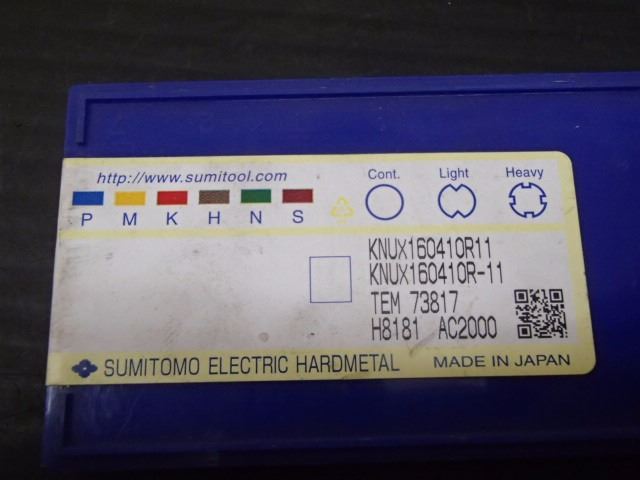 http://www.sumitool.com
P M K H N S
Cont. Light Heavy
KNUX160410R11
KNUX160410R-11
TEM 73817
H8181 AC2000
SUMITOMO ELECTRIC HARDMETAL MADE IN JAPAN